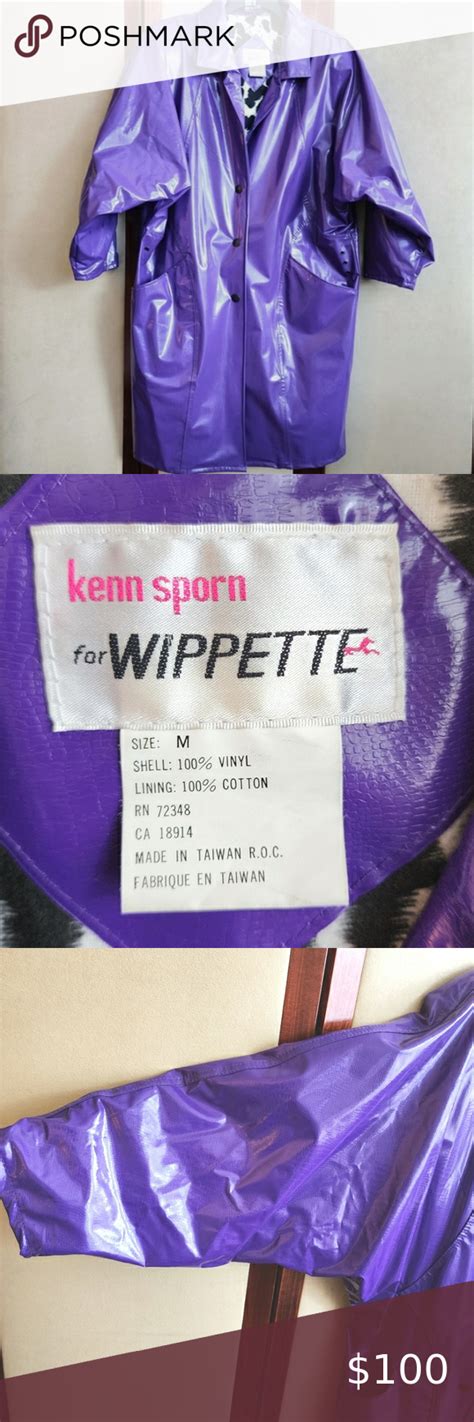 POSHMARK
kenn sporn
for WIPPETTE
SIZE: M
SHELL: 100% VINYL
LINING: 100% COTTON
RN 72348
CA 18914
MADE IN TAIWAN R.O.C.
FABRIQUE EN TAIWAN
$100